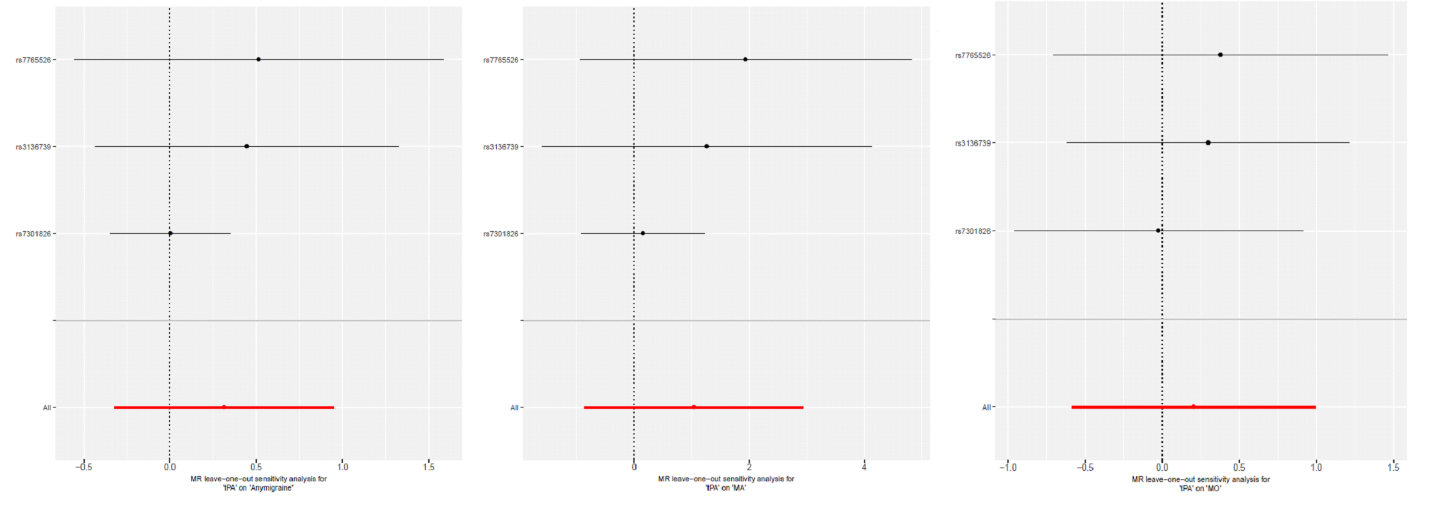 rs7765526
rs3136739
rs7301826
All
−0.5 0.0 0.5 1.0 1.5
MR leave−one−out sensitivity analysis for
'tPA' on 'Anymigraine'
rs7765526
rs3136739
rs7301826
All
0 2 4
MR leave−one−out sensitivity analysis for
'tPA' on 'MA'
rs7765526
rs3136739
rs7301826
All
−1.0 −0.5 0.0 0.5 1.0 1.5
MR leave−one−out sensitivity analysis for
'tPA' on 'MO'